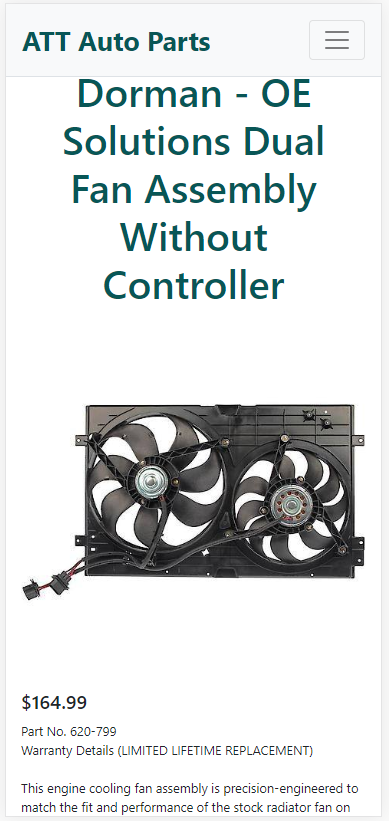 ATT Auto Parts
Dorman - OE
Solutions Dual
Fan Assembly
Without
Controller
$164.99
Part No. 620-799
Warranty Details (LIMITED LIFETIME REPLACEMENT)
This engine cooling fan assembly is precision-engineered to
match the fit and performance of the stock radiator fan on